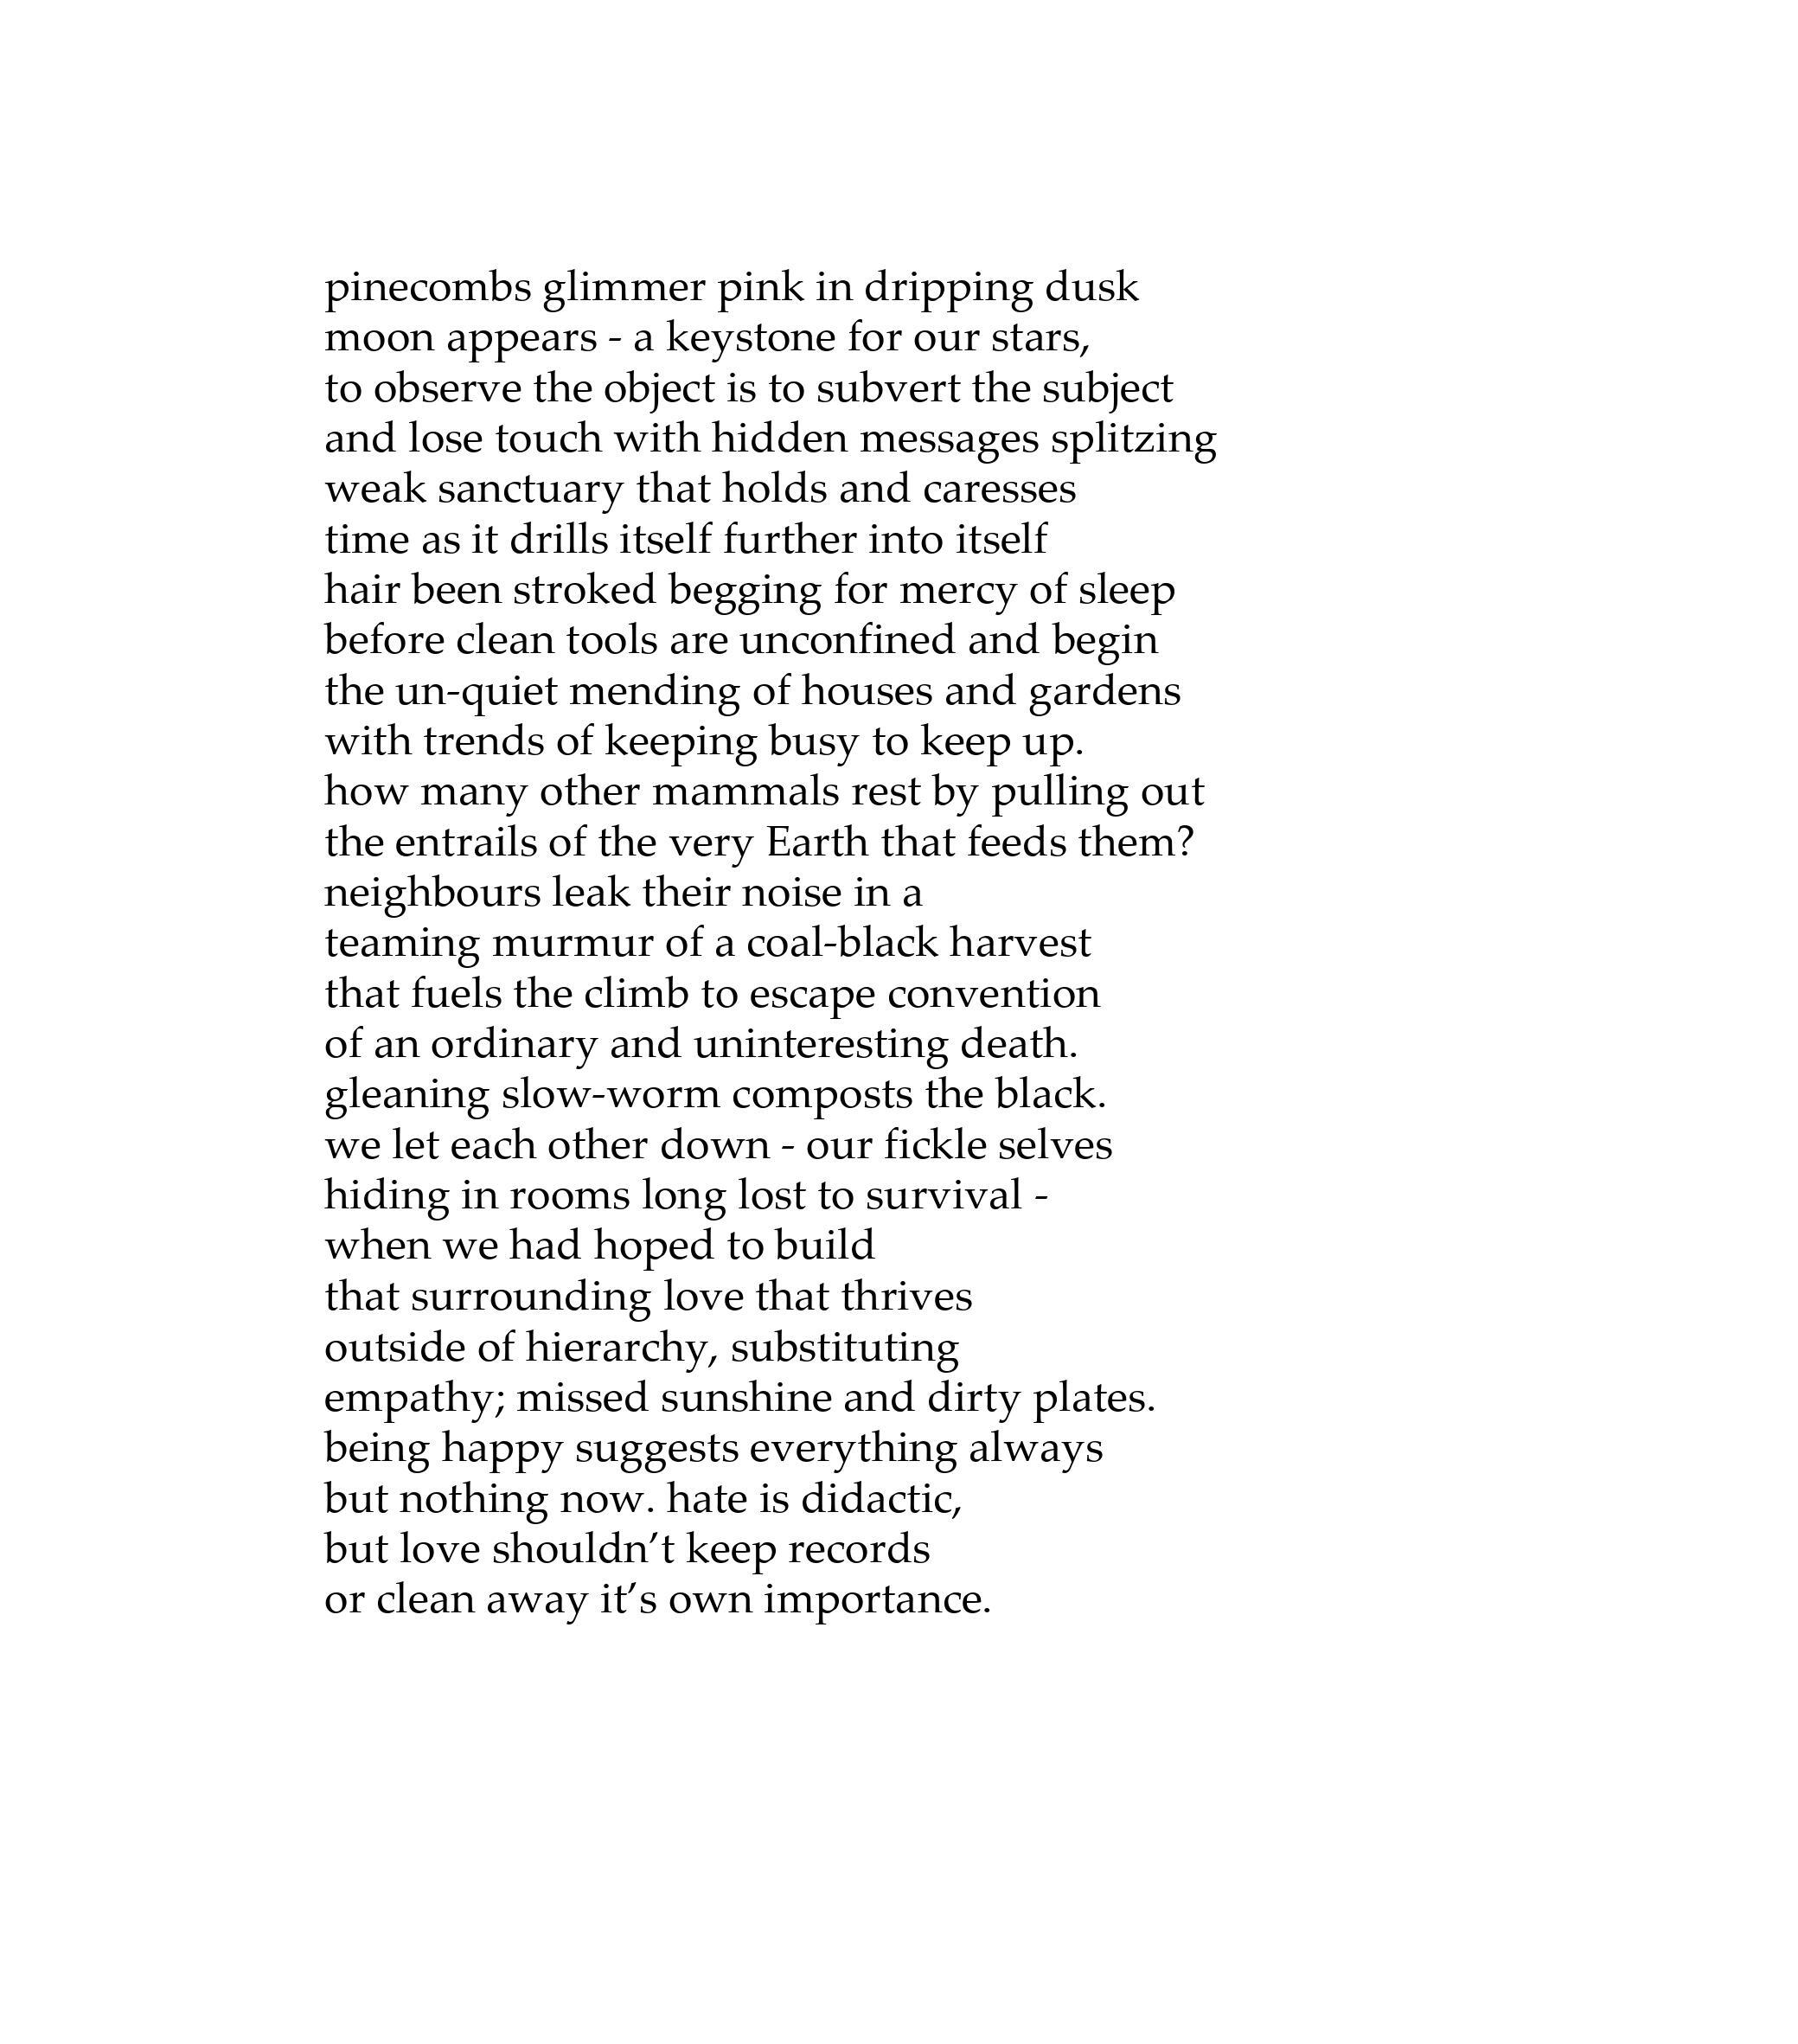 pinecombs glimmer pink in dripping dusk
moon appears - a keystone for our stars,
to observe the object is to subvert the subject
and lose touch with hidden messages splitzing
weak sanctuary that holds and caresses
time as it drills itself further into itself
hair been stroked begging for mercy of sleep
before clean tools are unconfined and begin
the un-quiet mending of houses and gardens
with trends of keeping busy to keep up.
how many other mammals rest by pulling out
the entrails of the very Earth that feeds them?
neighbours leak their noise in a
teaming murmur of a coal-black harvest
that fuels the climb to escape convention
of an ordinary and uninteresting death.
gleaning slow-worm composts the black.
we let each other down - our fickle selves
hiding in rooms long lost to survival -
when we had hoped to build
that surrounding love that thrives
outside of hierarchy, substituting
empathy; missed sunshine and dirty plates.
being happy suggests everything always
but nothing now. hate is didactic,
but love shouldn’t keep records
or clean away it’s own importance.